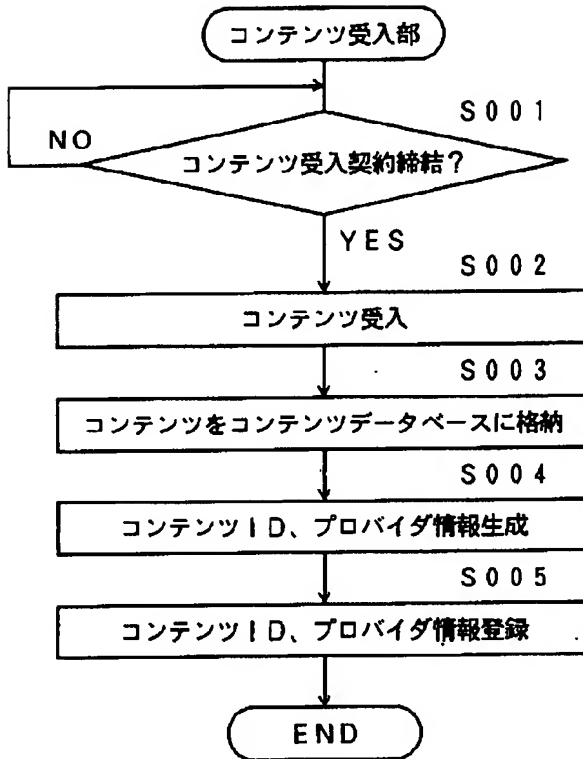 コンテンツ受入部
S001
NO
コンテンツ受入契約締結?
YES
S002
コンテンツ受入
S003
コンテンツをコンテンツデータベースに格納
S004
コンテンツID、プロバイダ情報生成
S005
コンテンツID、プロバイダ情報登録
END